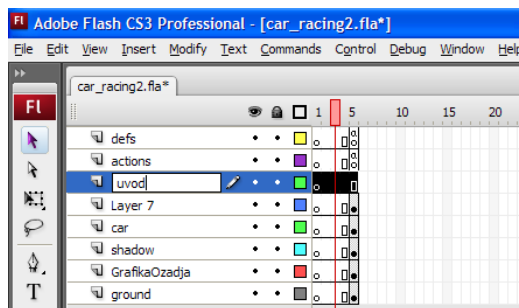 Fl Adobe Flash CS3 Professional - [car_racing2.fla*]
File Edit View Insert Modify Text Commands Control Debug Window Help
car_racing2.fla*
Fl
1 5 10 15 20
defs a
actions a
uvod
Layer 7
car
shadow
GrafikaOzadja
ground
T